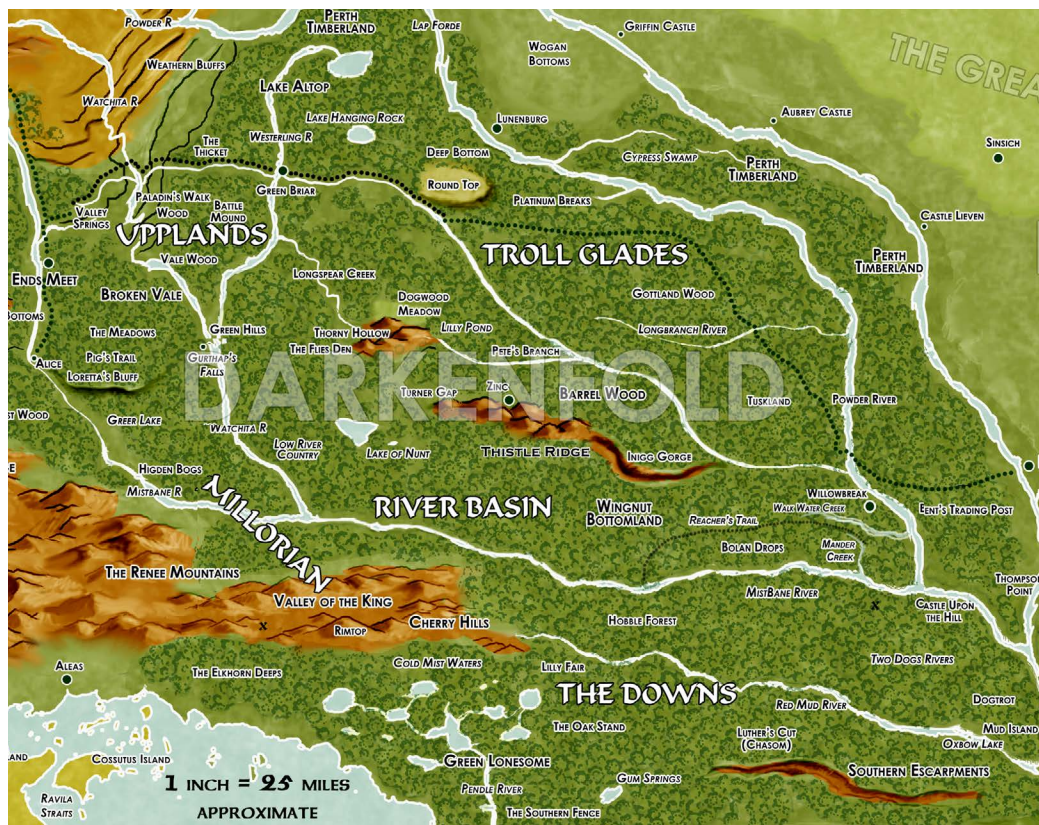 POWDER R
PERTH
TIMBERLAND
LAP FORDE
GRIFFIN CASTLE
WOGAN
BOTTOMS
THE GREA
WEATHERN BLUFFS
LAKE ALTOP
WATCHITA R
LAKE HANGING ROCK
LUNENBURG
AUBREY CASTLE
SINSICH
WESTERLING R
THE
THICKET
DEEP BOTTOM
CYPRESS SWAMP
PERTH
TIMBERLAND
ROUND TOP
GREEN BRIAR
PLATINUM BREAKS
PALADIN'S WALK
WOOD
BATTLE
MOUND
VALLEY
SPRINGS
CASTLE LIEVEN
UPPLANDS
TROLL GLADES
VALE WOOD
PERTH
TIMBERLAND
ENDS MEET
LONGSPEAR CREEK
BROKEN VALE
GOTTLAND WOOD
DOGWOOD
MEADOW
BOTTOMS
THE MEADOWS
GREEN HILLS
THORNY HOLLOW
LILLY POND
LONGBRANCH RIVER
THE FLIES DEN
PETE'S BRANCH
PIG'S TRAIL
GURTHAP'S
FALLS
ALICE
LORETTA'S BLUFF
DARKENFOLD
TURNER GAP
ZINC
BARREL WOOD
TUSKLAND
POWDER RIVER
ST WOOD
GREER LAKE
WATCHITA R
LOW RIVER
COUNTRY
LAKE OF NUNT
THISTLE RIDGE
INIGG GORGE
GE
HIGDEN BOGS
MISTBANE R
MILLORIAN
RIVER BASIN
WINGNUT
BOTTOMLAND
WILLOWBREAK
WALK WATER CREEK
EENT'S TRADING POST
REACHER'S TRAIL
BOLAN DROPS
MANDER
CREEK
THE RENEE MOUNTAINS
THOMPSON
POINT
VALLEY OF THE KING
MISTBANE RIVER
X
CASTLE UPON
THE HILL
X
RIMTOP
CHERRY HILLS
HOBBLE FOREST
ALEAS
THE ELKHORN DEEPS
COLD MIST WATERS
LILLY FAIR
TWO DOGS RIVERS
THE DOWNS
RED MUD RIVER
DOGTROT
THE OAK STAND
LUTHER'S CUT
(CHASOM)
MUD ISLAND
OXBOW LAKE
LAND
COSSUTUS ISLAND
GREEN LONESOME
SOUTHERN ESCARPMENTS
1 INCH = 25 MILES
APPROXIMATE
PENDLE RIVER
GUM SPRINGS
RAVILA
STRAITS
THE SOUTHERN FENCE